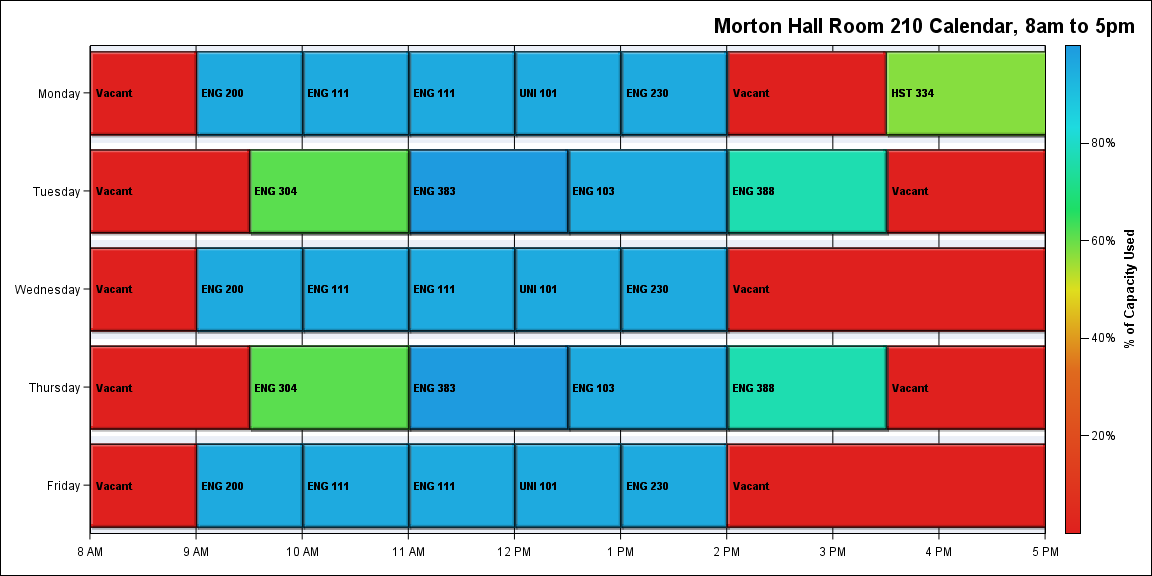 Morton Hall Room 210 Calendar, 8am to 5pm
Monday
Vacant
ENG 200
ENG 111
ENG 111
UNI 101
ENG 230
Vacant
HST 334
Tuesday
Vacant
ENG 304
ENG 383
ENG 103
ENG 388
Vacant
Wednesday
Vacant
ENG 200
ENG 111
ENG 111
UNI 101
ENG 230
Vacant
Thursday
Vacant
ENG 304
ENG 383
ENG 103
ENG 388
Vacant
Friday
Vacant
ENG 200
ENG 111
ENG 111
UNI 101
ENG 230
Vacant
8 AM
9 AM
10 AM
11 AM
12 PM
1 PM
2 PM
3 PM
4 PM
5 PM
80%
60%
40%
20%
% of Capacity Used